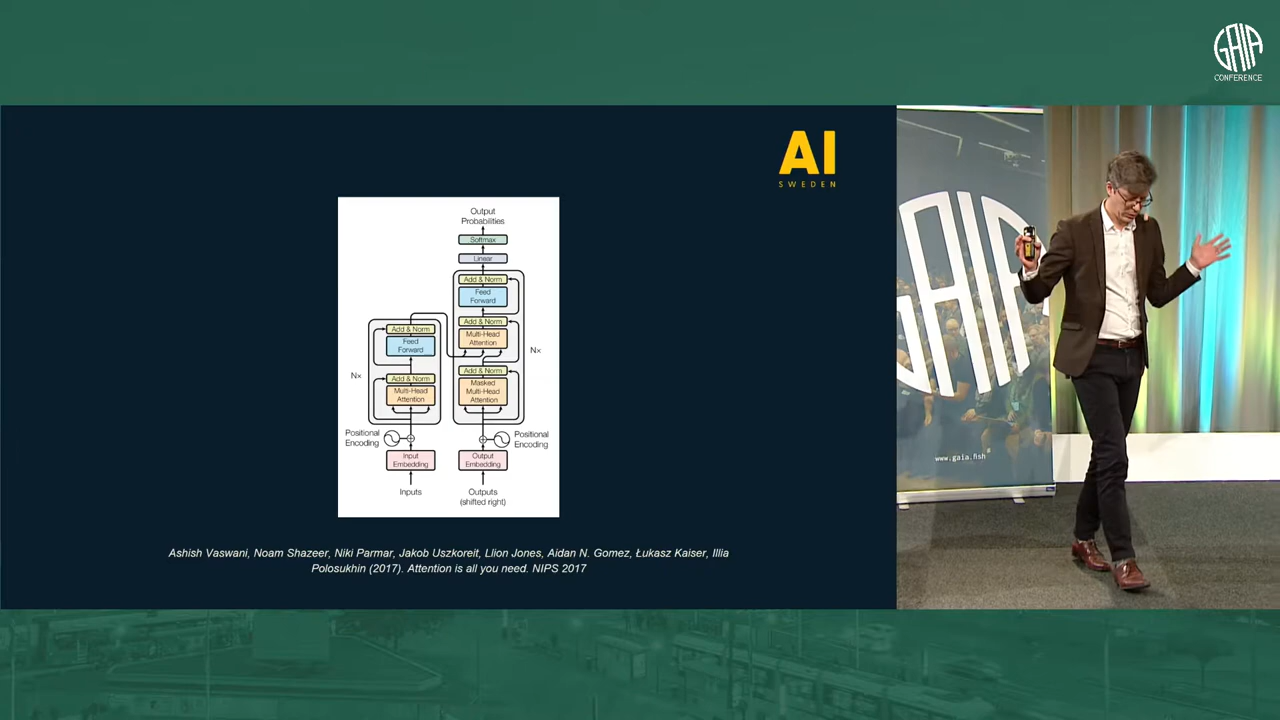 GAIA
CONFERENCE
AI
SWEDEN
Output
Probabilities
Softmax
Linear
Add & Norm
Feed
Forward
Add & Norm
Multi-Head
Attention
Add & Norm
Masked
Multi-Head
Attention
Nx
Add & Norm
Feed
Forward
Nx
Add & Norm
Multi-Head
Attention
Positional
Encoding
Positional
Encoding
Input
Embedding
Output
Embedding
Inputs
Outputs
(shifted right)
Ashish Vaswani, Noam Shazeer, Niki Parmar, Jakob Uszkoreit, Llion Jones, Aidan N. Gomez, Łukasz Kaiser, Illia
Polosukhin (2017). Attention is all you need. NIPS 2017
GAIA
www.gaia.fish